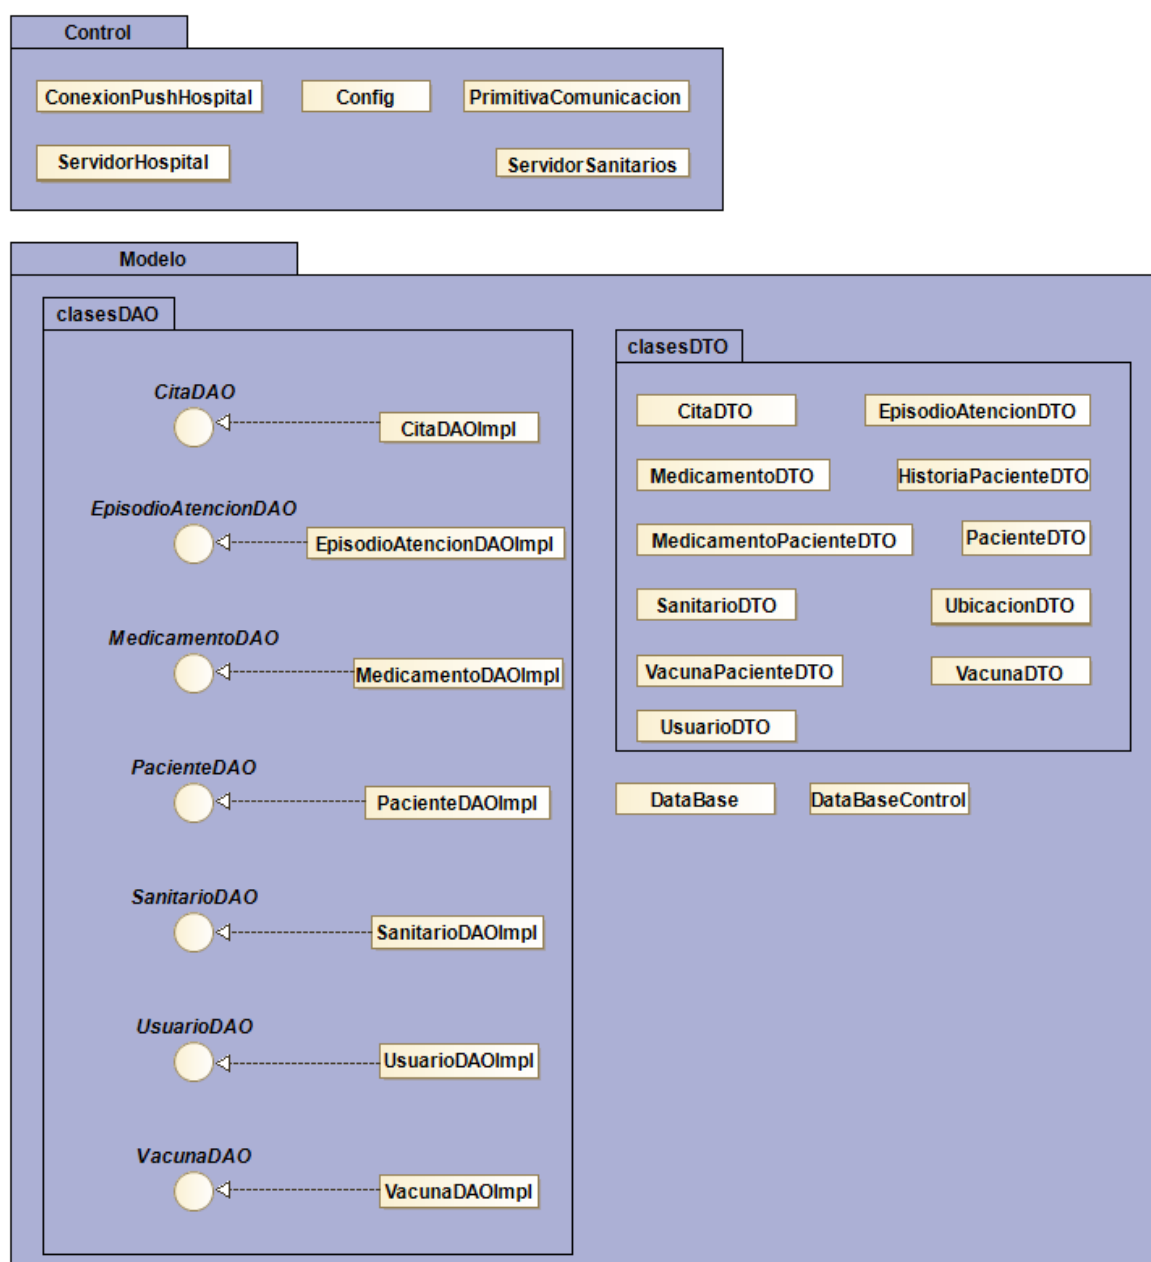 Control
ConexionPushHospital
Config
PrimitivaComunicacion
ServidorHospital
ServidorSanitarios
Modelo
clasesDAO
CitaDAO
CitaDAOImpl
EpisodioAtencionDAO
EpisodioAtencionDAOImpl
MedicamentoDAO
MedicamentoDAOImpl
PacienteDAO
PacienteDAOImpl
SanitarioDAO
SanitarioDAOImpl
UsuarioDAO
UsuarioDAOImpl
VacunaDAO
VacunaDAOImpl
clasesDTO
CitaDTO
EpisodioAtencionDTO
MedicamentoDTO
HistoriaPacienteDTO
MedicamentoPacienteDTO
PacienteDTO
SanitarioDTO
UbicacionDTO
VacunaPacienteDTO
VacunaDTO
UsuarioDTO
DataBase
DataBaseControl